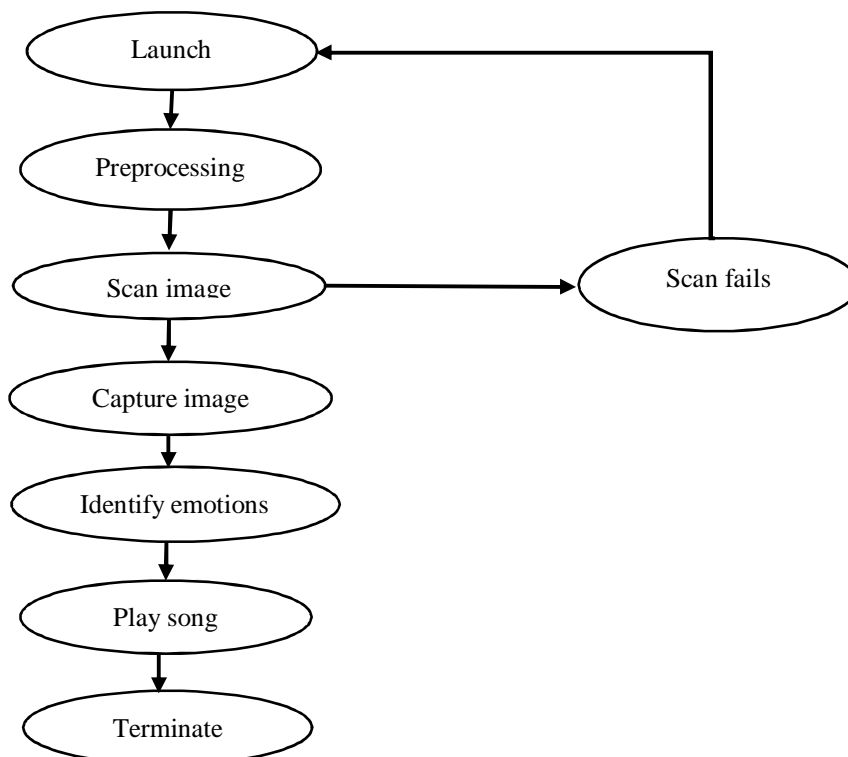 Launch
Preprocessing
Scan image
Scan fails
Capture image
Identify emotions
Play song
Terminate